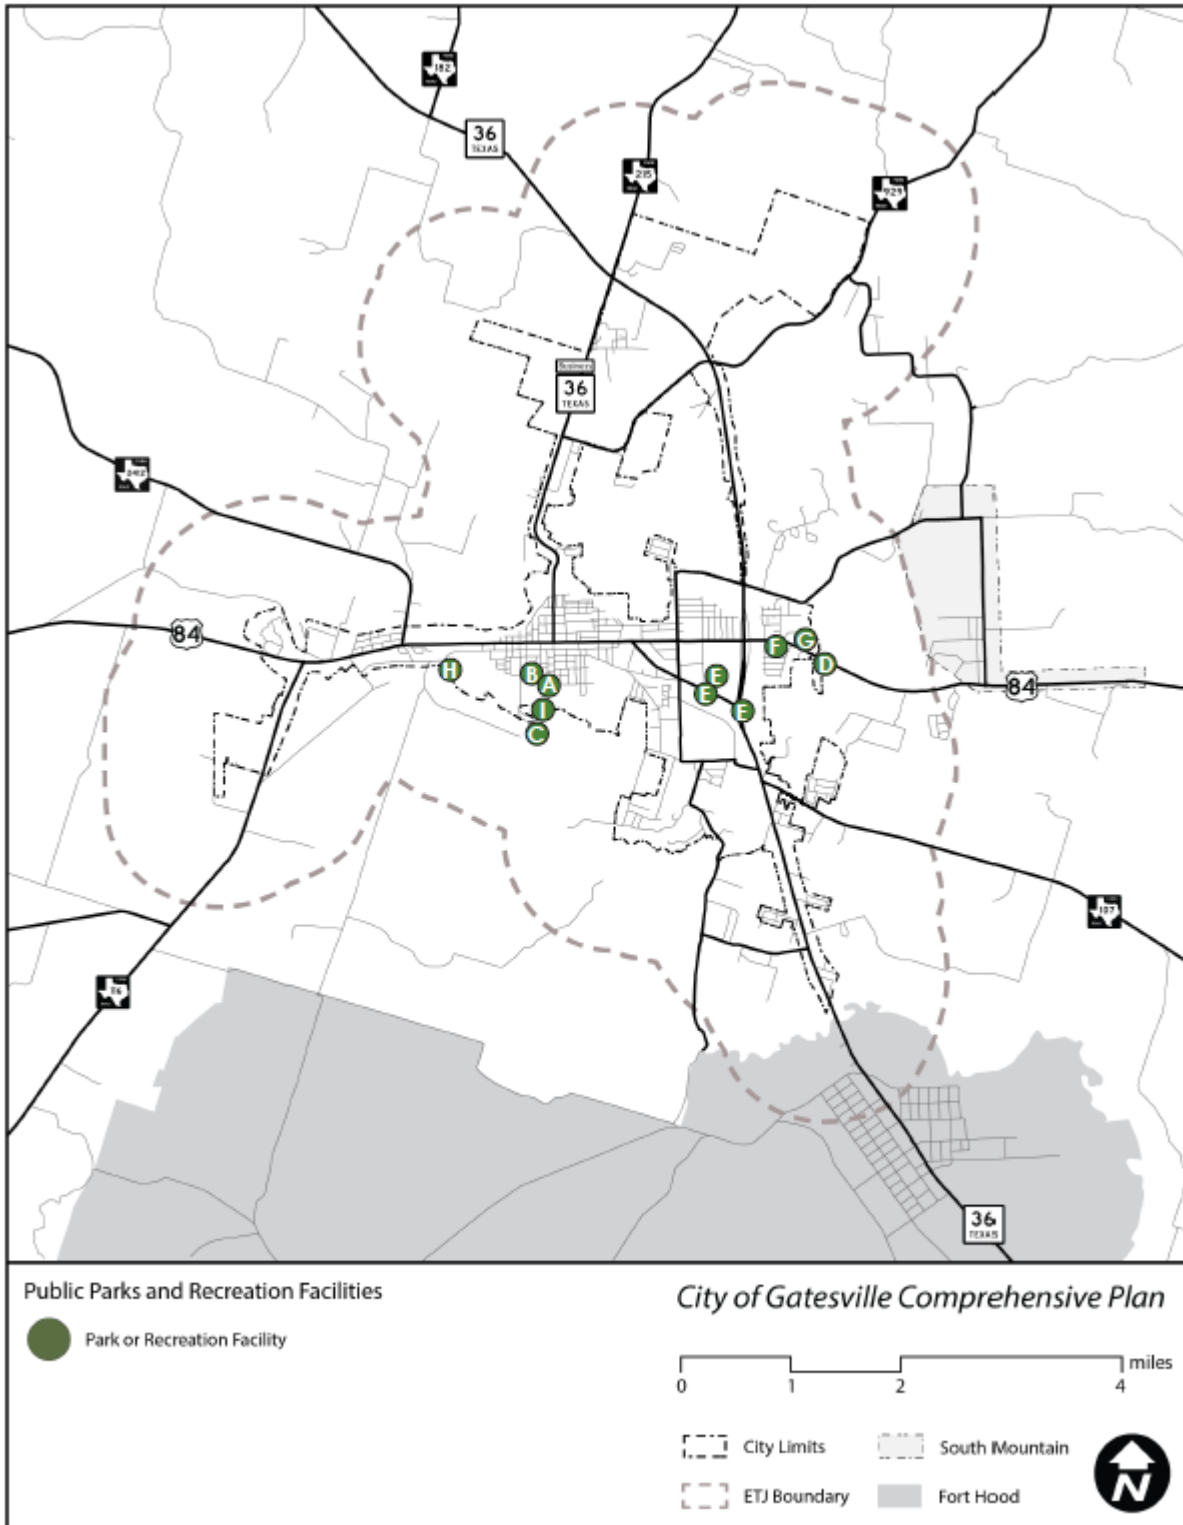 182
36
TEXAS
215
929
Business
36
TEXAS
84
F
G
D
H
B
A
E
E
I
E
C
84
107
116
36
TEXAS
Public Parks and Recreation Facilities
City of Gatesville Comprehensive Plan
Park or Recreation Facility
miles
0
1
2
4
City Limits
South Mountain
ETJ Boundary
Fort Hood
N